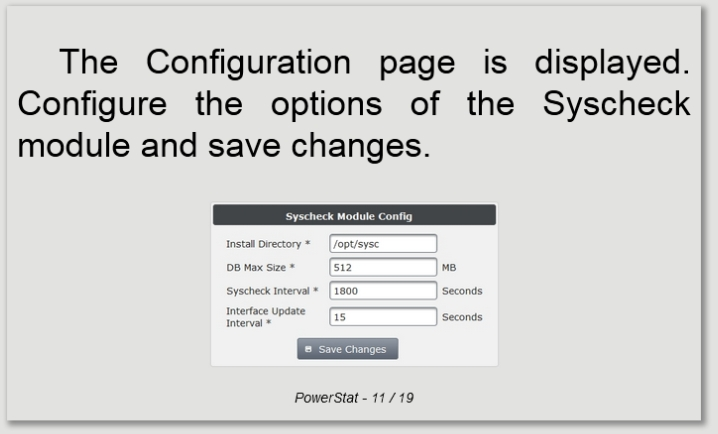 The Configuration page is displayed.
Configure the options of the Syscheck
module and save changes.
Syscheck Module Config
Install Directory * /opt/sysc
DB Max Size * 512 MB
Syscheck Interval * 1800 Seconds
Interface Update
Interval * 15 Seconds
Save Changes
PowerStat - 11 / 19